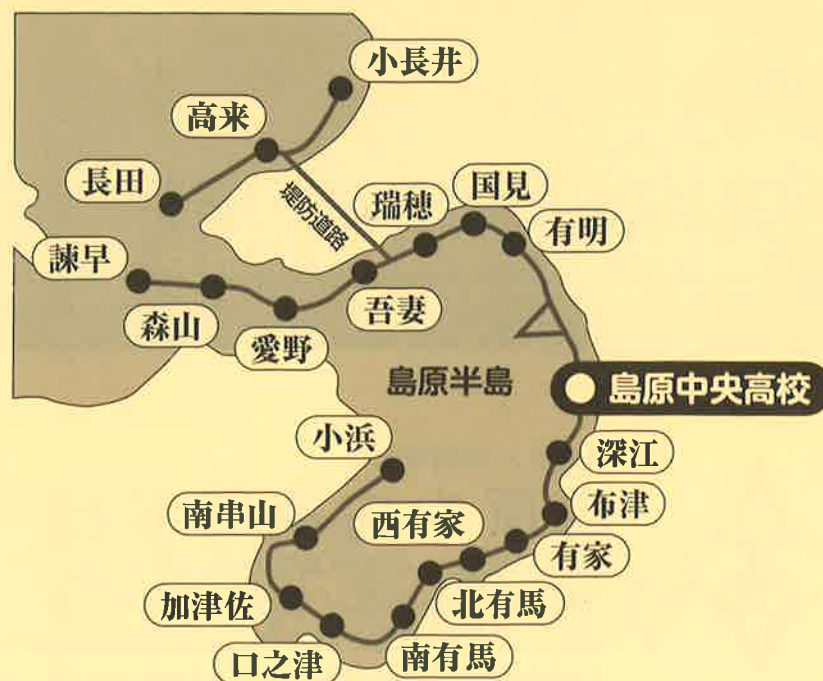 小長井
高来
長田
堤防道路
瑞穂
国見
有明
諫早
森山
愛野
吾妻
島原半島
島原中央高校
小浜
深江
南串山
西有家
布津
有家
加津佐
北有馬
口之津
南有馬